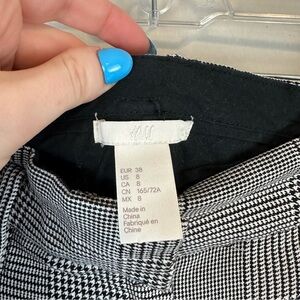 H&M
EUR 38
US 8
CA 8
CN 165/72A
MX 8
Made in
China
Fabriqué en
Chine